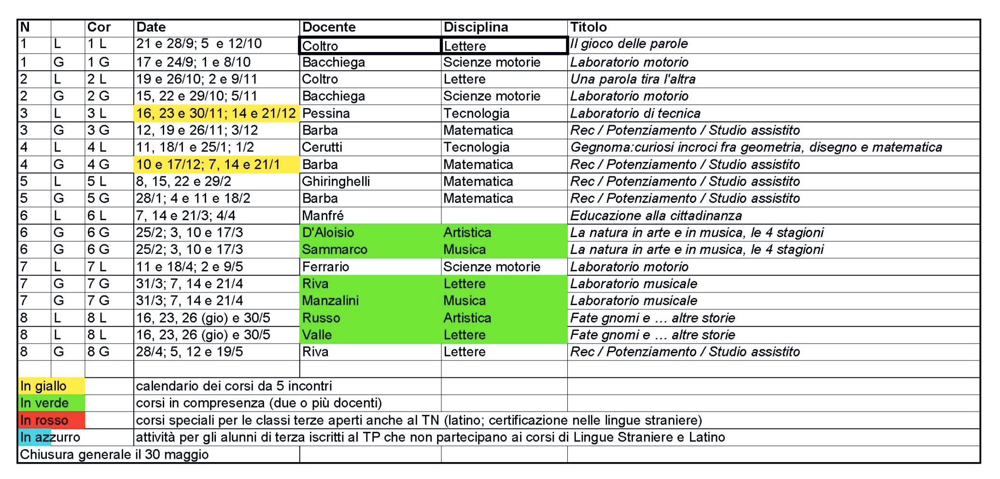 N Cor Date Docente Disciplina Titolo
1 L 1 L 21 e 28/9; 5 e 12/10 Coltro Lettere Il gioco delle parole
1 G 1 G 17 e 24/9; 1 e 8/10 Bacchiega Scienze motorie Laboratorio motorio
2 L 2 L 19 e 26/10; 2 e 9/11 Coltro Lettere Una parola tira l'altra
2 G 2 G 15, 22 e 29/10; 5/11 Bacchiega Scienze motorie Laboratorio motorio
3 L 3 L 16, 23 e 30/11; 14 e 21/12 Pessina Tecnologia Laboratorio di tecnica
3 G 3 G 12, 19 e 26/11; 3/12 Barba Matematica Rec / Potenziamento / Studio assistito
4 L 4 L 11, 18/1 e 25/1; 1/2 Cerutti Tecnologia Gegnoma:curiosi incroci fra geometria, disegno e matematica
4 G 4 G 10 e 17/12; 7, 14 e 21/1 Barba Matematica Rec / Potenziamento / Studio assistito
5 L 5 L 8, 15, 22 e 29/2 Ghiringhelli Matematica Rec / Potenziamento / Studio assistito
5 G 5 G 28/1; 4 e 11 e 18/2 Barba Matematica Rec / Potenziamento / Studio assistito
6 L 6 L 7, 14 e 21/3; 4/4 Manfré Educazione alla cittadinanza
6 G 6 G 25/2; 3, 10 e 17/3 D'Aloisio Artistica La natura in arte e in musica, le 4 stagioni
6 G 6 G 25/2; 3, 10 e 17/3 Sammarco Musica La natura in arte e in musica, le 4 stagioni
7 L 7 L 11 e 18/4; 2 e 9/5 Ferrario Scienze motorie Laboratorio motorio
7 G 7 G 31/3; 7, 14 e 21/4 Riva Lettere Laboratorio musicale
7 G 7 G 31/3; 7, 14 e 21/4 Manzalini Musica Laboratorio musicale
8 L 8 L 16, 23, 26 (gio) e 30/5 Russo Artistica Fate gnomi e … altre storie
8 L 8 L 16, 23, 26 (gio) e 30/5 Valle Lettere Fate gnomi e … altre storie
8 G 8 G 28/4; 5, 12 e 19/5 Riva Lettere Rec / Potenziamento / Studio assistito
In giallo calendario dei corsi da 5 incontri
In verde corsi in compresenza (due o più docenti)
In rosso corsi speciali per le classi terze aperti anche al TN (latino; certificazione nelle lingue straniere)
In azzurro attività per gli alunni di terza iscritti al TP che non partecipano ai corsi di Lingue Straniere e Latino
Chiusura generale il 30 maggio